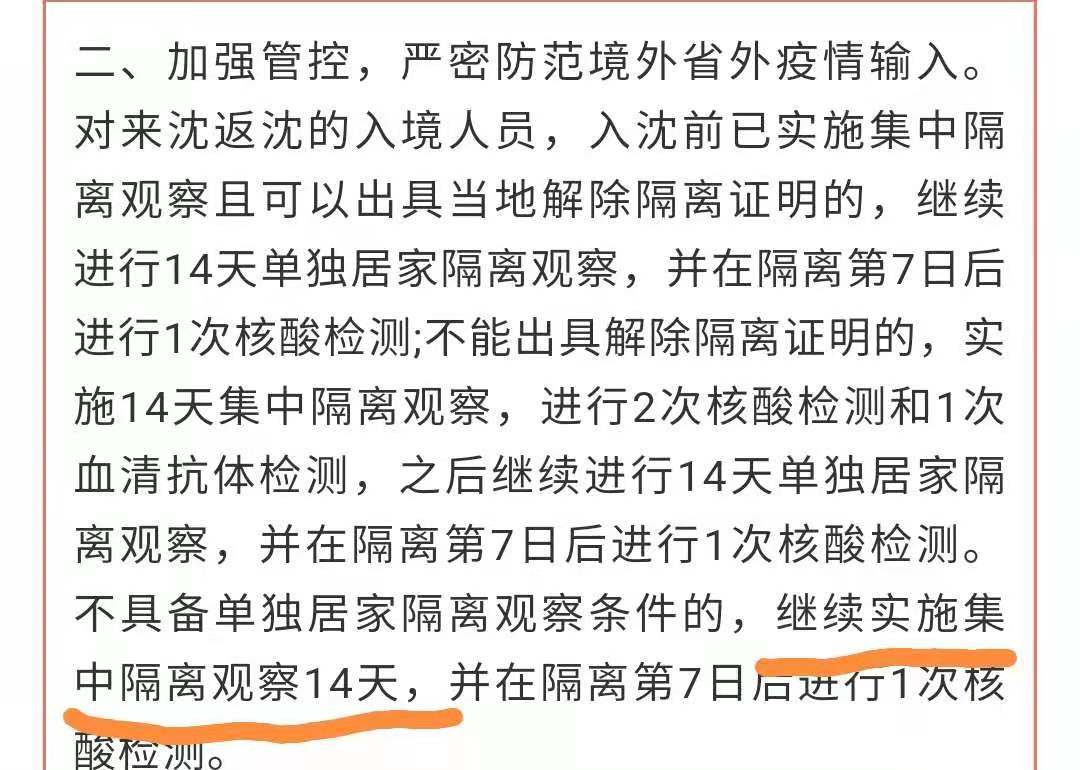 二、加强管控，严密防范境外省外疫情输入。
对来沈返沈的入境人员，入沈前已实施集中隔
离观察且可以出具当地解除隔离证明的，继续
进行14天单独居家隔离观察，并在隔离第7日后
进行1次核酸检测;不能出具解除隔离证明的，实
施14天集中隔离观察，进行2次核酸检测和1次
血清抗体检测，之后继续进行14天单独居家隔
离观察，并在隔离第7日后进行1次核酸检测。
不具备单独居家隔离观察条件的，继续实施集
中隔离观察14天，并在隔离第7日后进行1次核
酸检测。